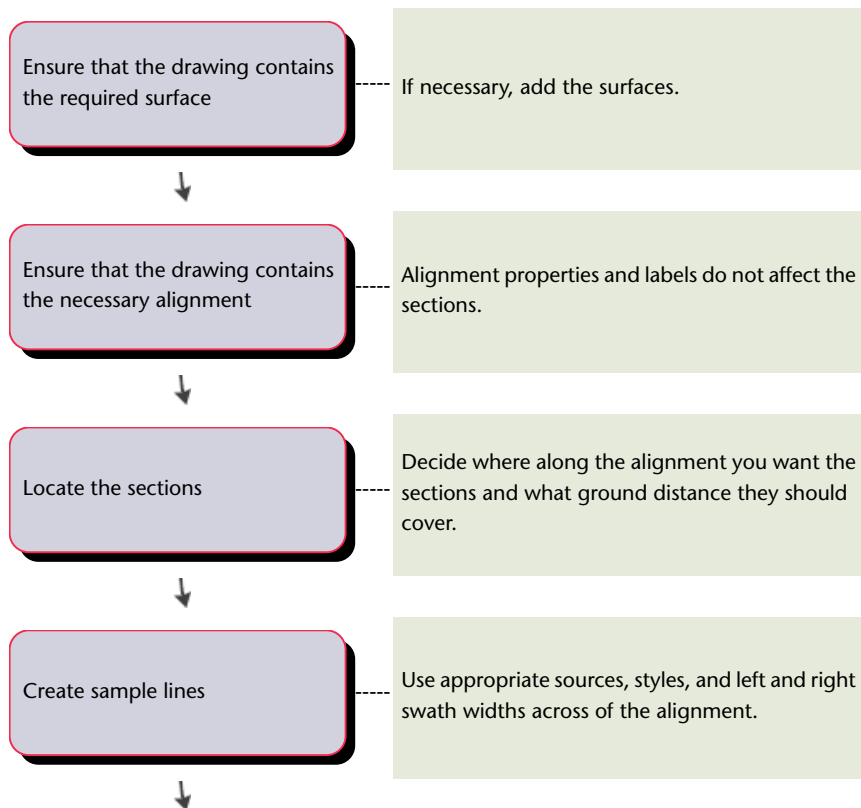 Ensure that the drawing contains
the required surface
If necessary, add the surfaces.
Ensure that the drawing contains
the necessary alignment
Alignment properties and labels do not affect the
sections.
Locate the sections
Decide where along the alignment you want the
sections and what ground distance they should
cover.
Create sample lines
Use appropriate sources, styles, and left and right
swath widths across of the alignment.